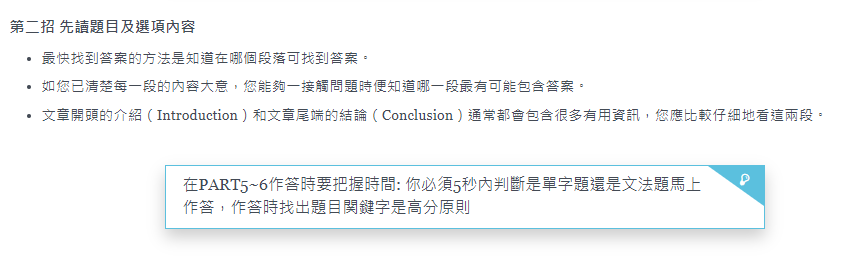 第二招 先讀題目及選項內容
最快找到答案的方法是知道在哪個段落可找到答案。
如您已清楚每一段的內容大意，您能夠一接觸問題時便知道哪一段最有可能包含答案。
文章開頭的介紹（Introduction）和文章尾端的結論（Conclusion）通常都會包含很多有用資訊，您應比較仔細地看這兩段。
在PART5~6作答時要把握時間: 你必須5秒內判斷是單字題還是文法題馬上
作答，作答時找出題目関鍵字是高分原則